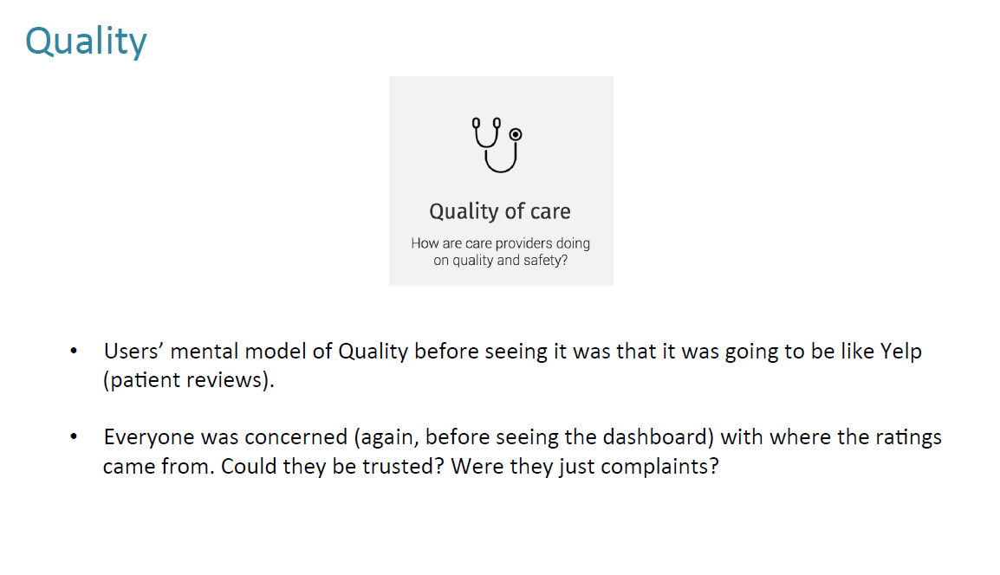 Quality
Quality of care
How are care providers doing
on quality and safety?
• Users’ mental model of Quality before seeing it was that it was going to be like Yelp
(patient reviews).
• Everyone was concerned (again, before seeing the dashboard) with where the ratings
came from. Could they be trusted? Were they just complaints?